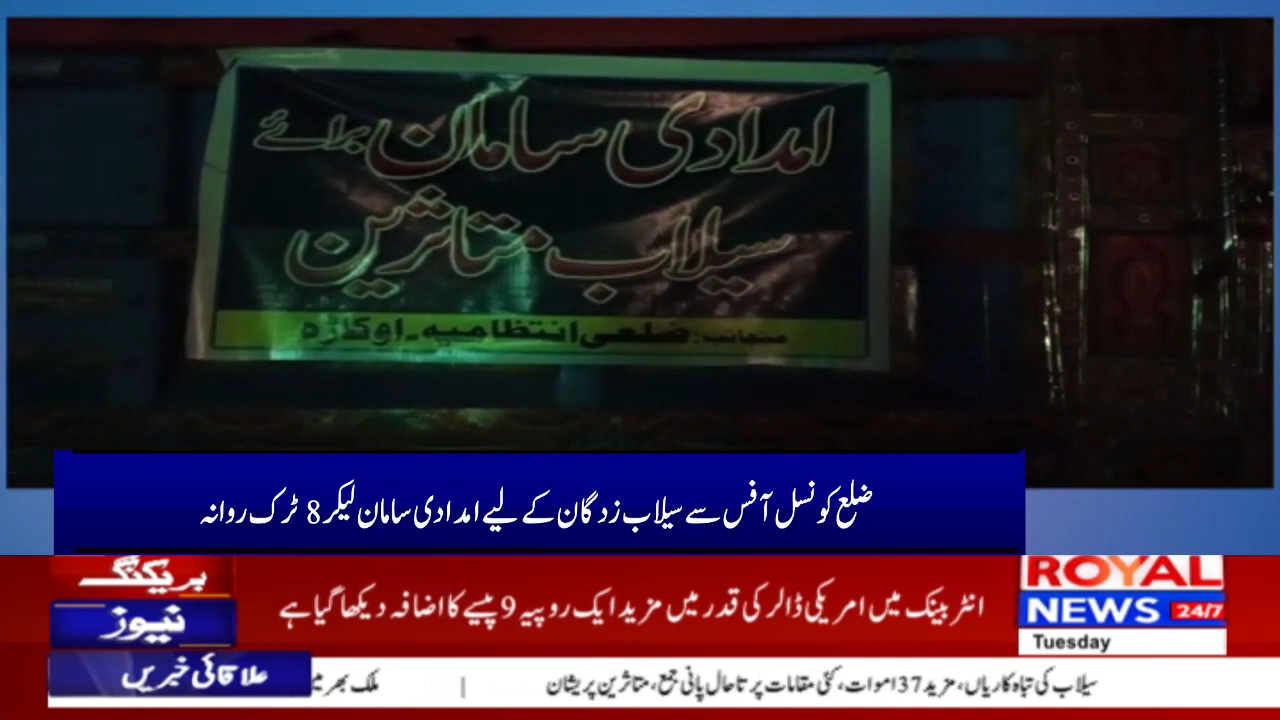 امدادی سامان برائے
سیلاب متاثرین
منجانب: ضلعی انتظامیہ۔اوکاڑہ
ضلع کونسل آفس سے سیلاب زدگان کے لیے امدادی سامان لیکر 8 ٹرک روانہ
بریکنگ
نیوز
انٹر بینک میں امریکی ڈالر کی قدر میں مزید ایک روپیہ 9 پیسے کا اضافہ دیکھا گیا ہے
ROYAL
NEWS 24/7
Tuesday
علاقائی خبریں
سیلاب کی تباہ کاریاں، مزید 37 اموات، کئی مقامات پر تاحال پانی جمع، متاثرین پریشان | ملک بھر میں